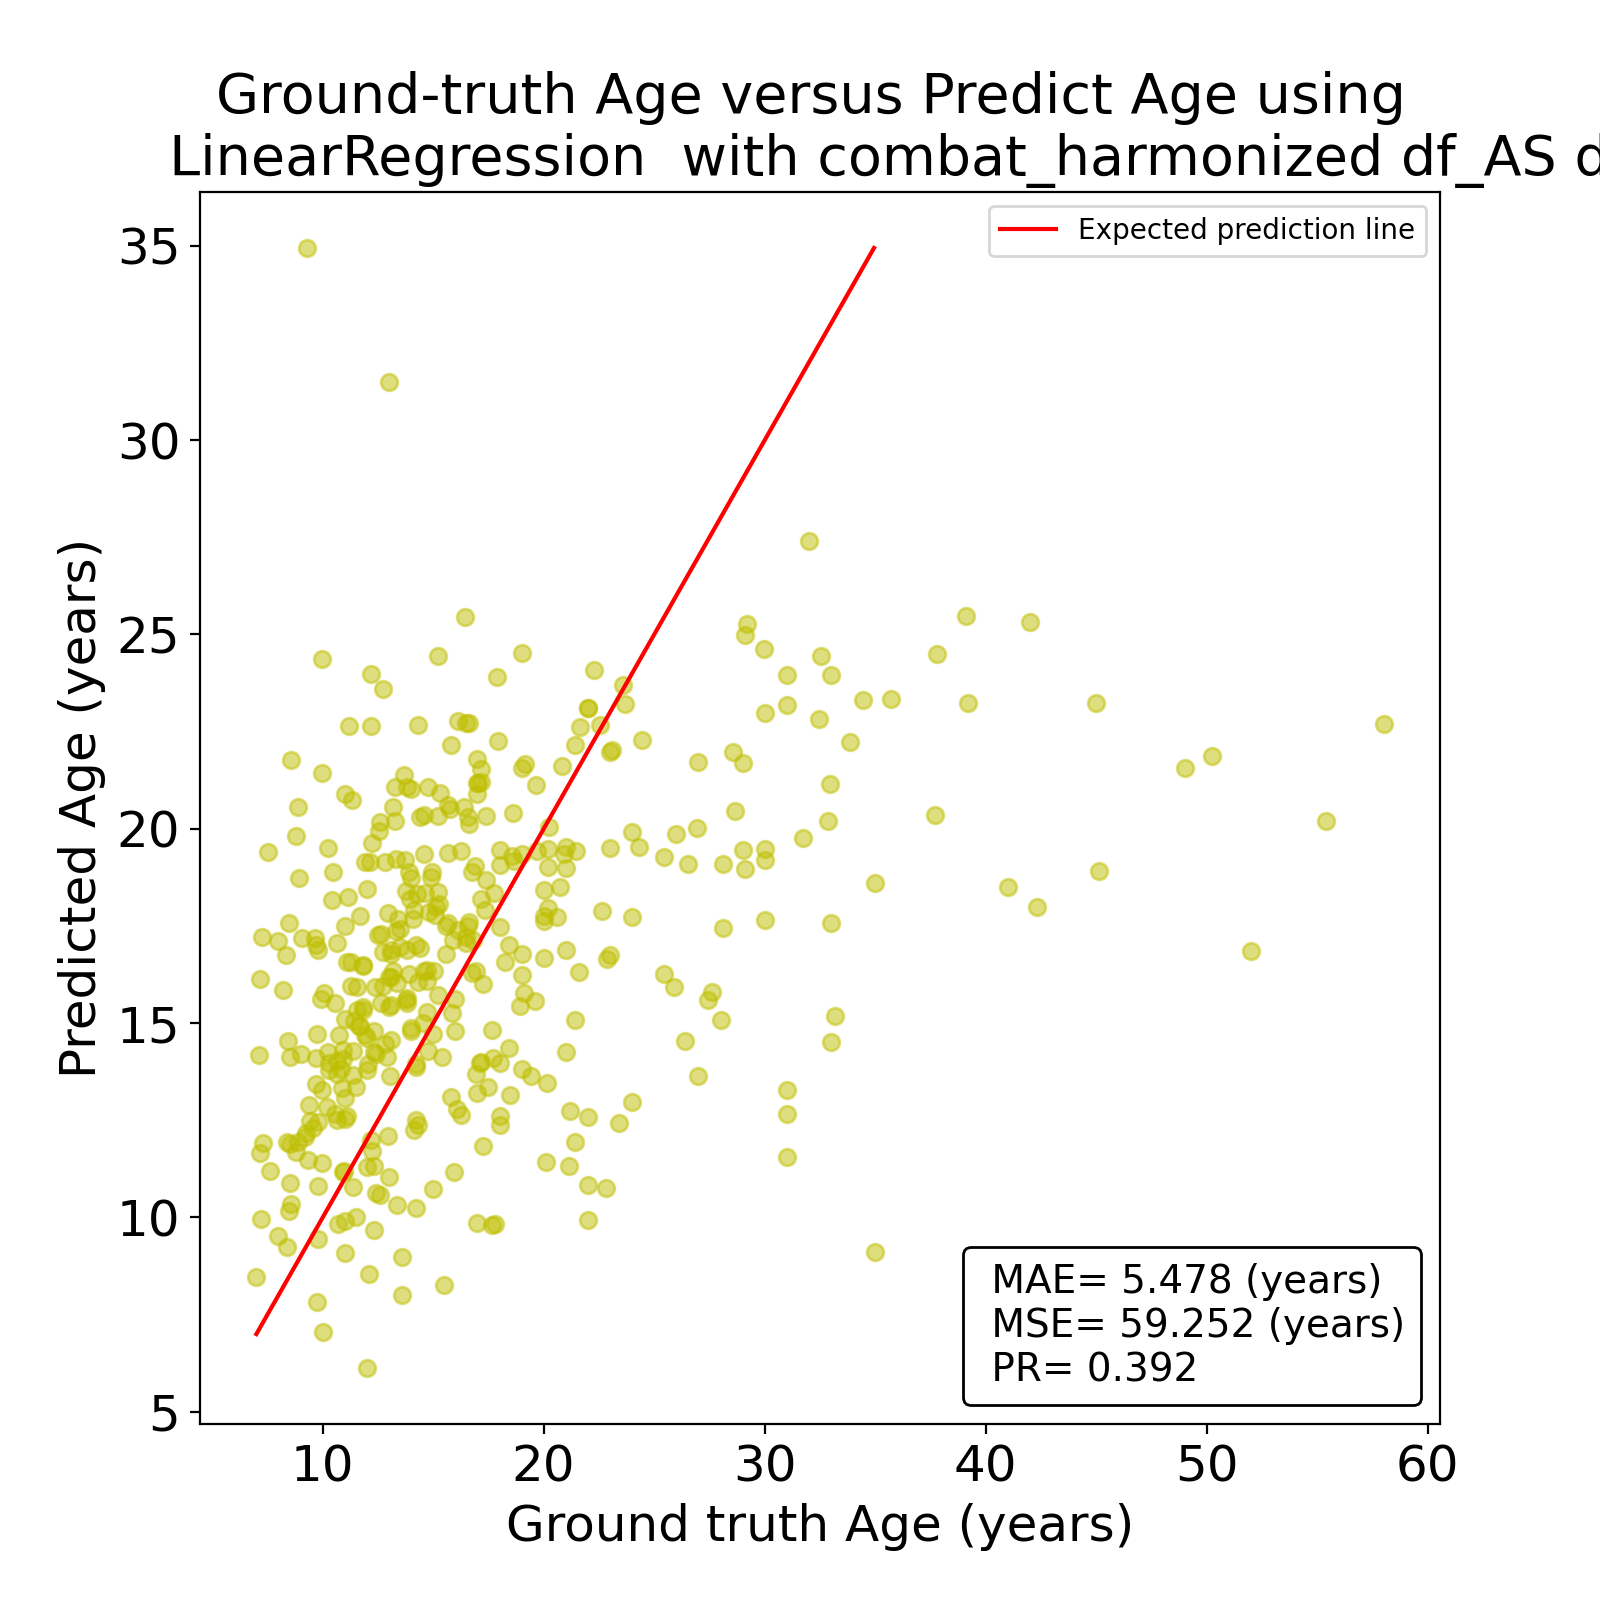 Ground-truth Age versus Predict Age using
LinearRegression  with combat_harmonized df_AS
Expected prediction line
35
30
25
20
15
10
5
Predicted Age (years)
MAE= 5.478 (years)
MSE= 59.252 (years)
PR= 0.392
10 20 30 40 50 60
Ground truth Age (years)